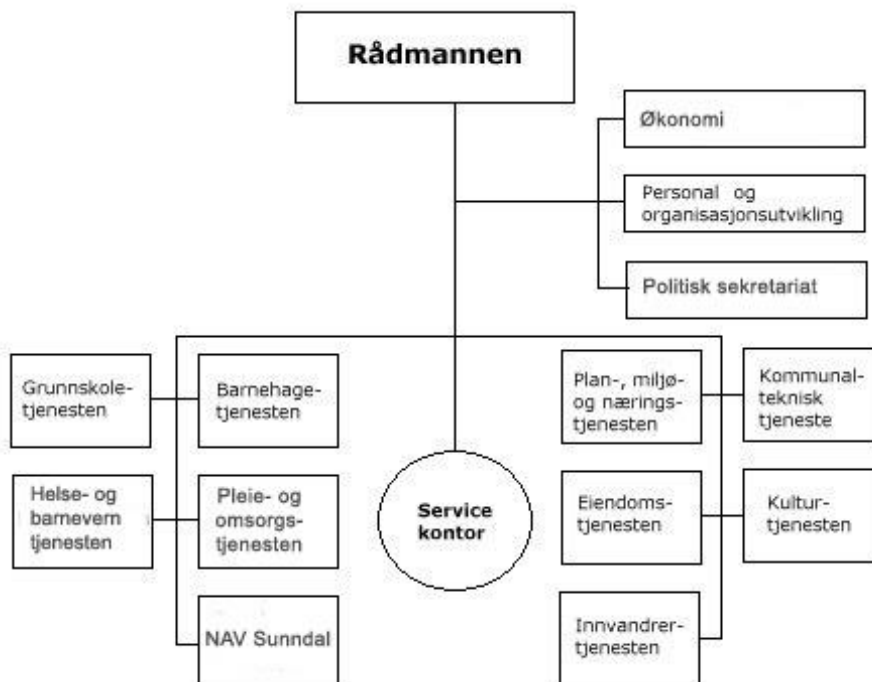 Rådmannen
Økonomi
Personal og
organisasjonsutvikling
Politisk sekretariat
Grunnskole-
tjenesten
Barnehage-
tjenesten
Plan-, miljø-
og nærings-
tjenesten
Kommunal-
teknisk
tjeneste
Helse- og
barnevern
tjenesten
Pleie- og
omsorgs-
tjenesten
Service
kontor
Eiendoms-
tjenesten
Kultur-
tjenesten
NAV Sunndal
Innvandrer-
tjenesten